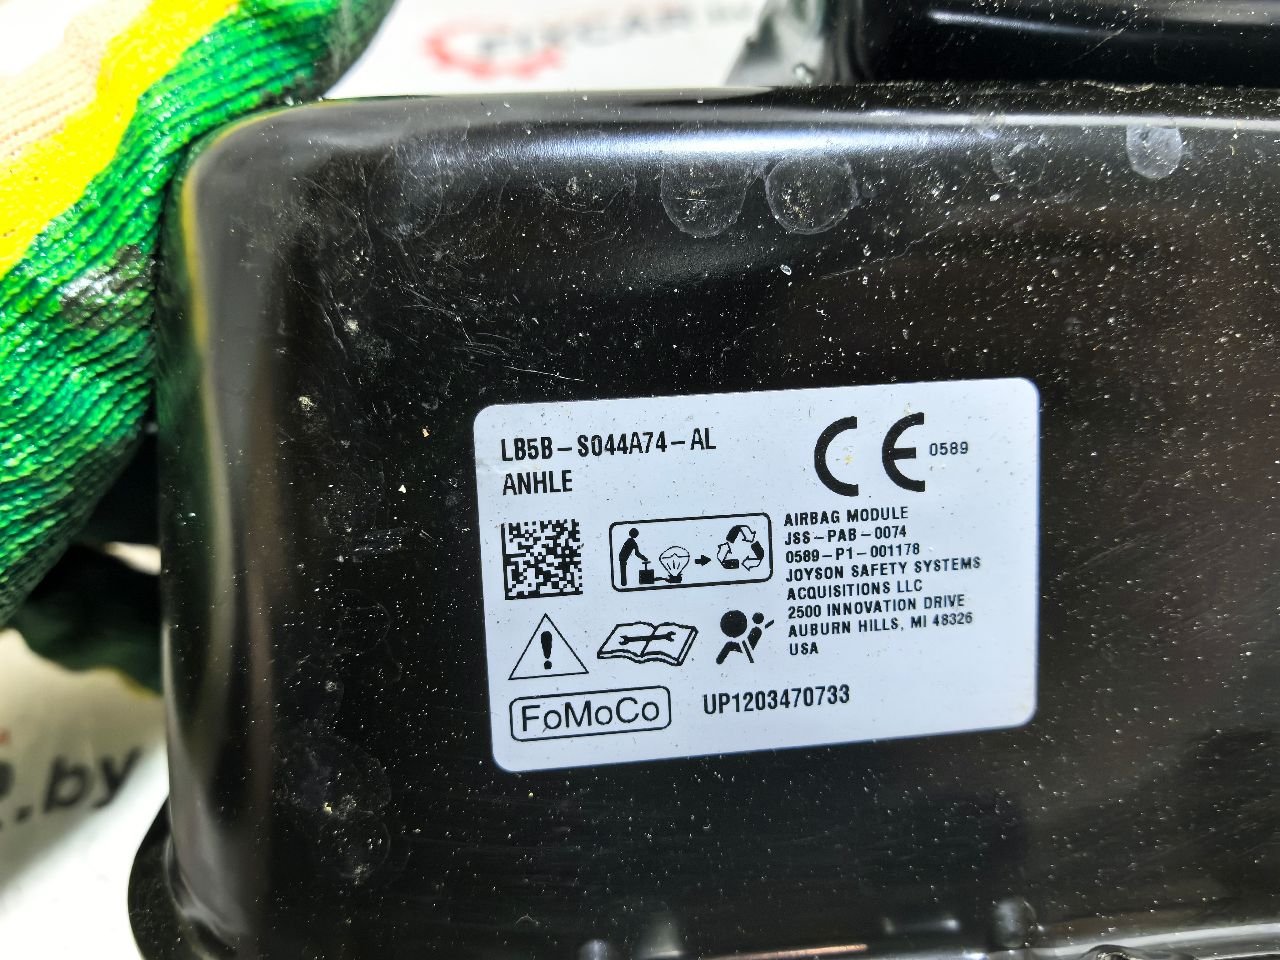 LB5B-S044A74-AL
ANHLE
CE 0589
AIRBAG MODULE
JSS-PAB-0074
0589-P1-001178
JOYSON SAFETY SYSTEMS
ACQUISITIONS LLC
2500 INNOVATION DRIVE
AUBURN HILLS, MI 48326
USA
FoMoCo
UP1203470733
.by